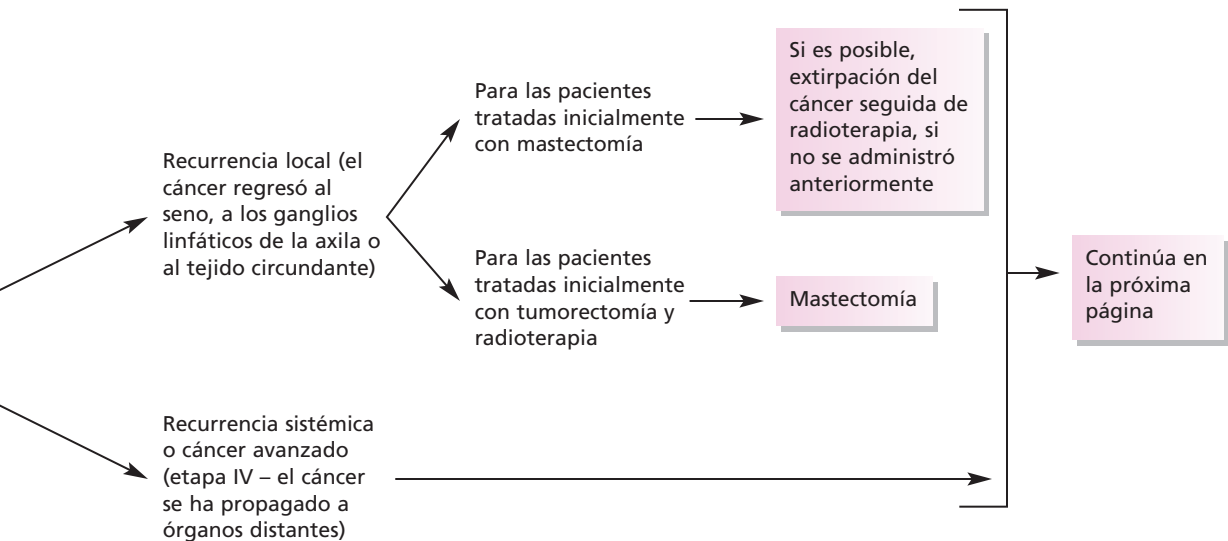 Recurrencia local (el
cáncer regresó al
seno, a los ganglios
linfáticos de la axila o
al tejido circundante)
Para las pacientes
tratadas inicialmente
con mastectomía
Si es posible,
extirpación del
cáncer seguida de
radioterapia, si
no se administró
anteriormente
Para las pacientes
tratadas inicialmente
con tumorectomía y
radioterapia
Mastectomía
Recurrencia sistémica
o cáncer avanzado
(etapa IV – el cáncer
se ha propagado a
órganos distantes)
Continúa en
la próxima
página